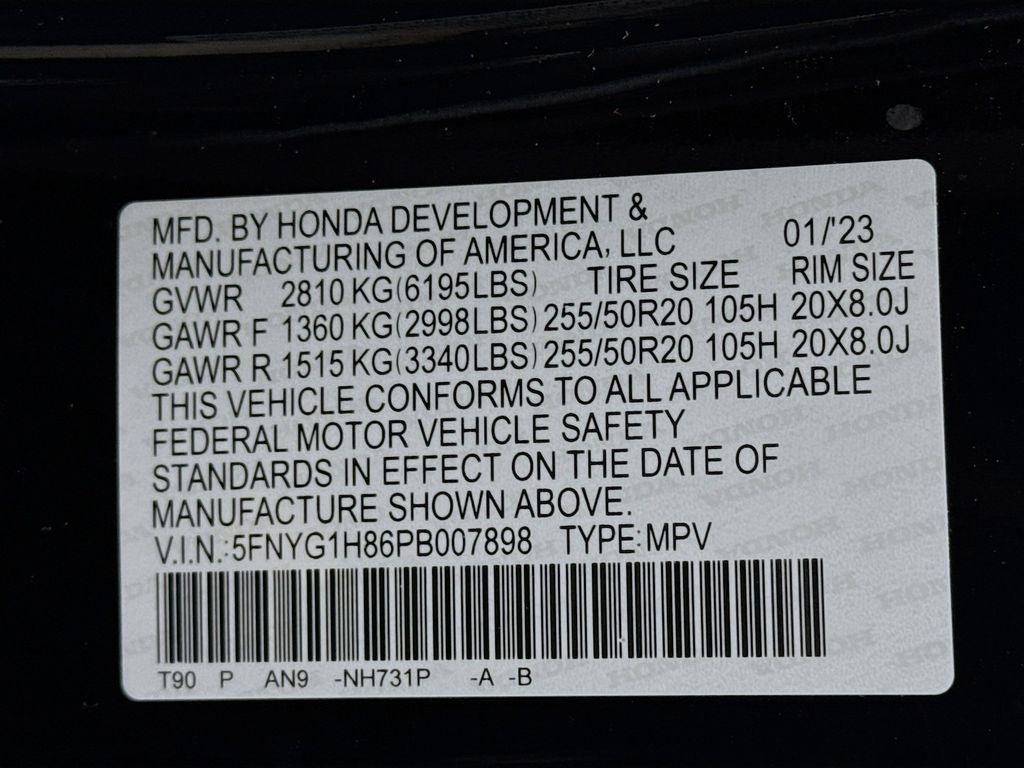 MFD. BY HONDA DEVELOPMENT &
MANUFACTURING OF AMERICA, LLC 01/'23
GVWR 2810 KG(6195LBS) TIRE SIZE RIM SIZE
GAWR F 1360 KG(2998LBS) 255/50R20 105H 20X8.0J
GAWR R 1515 KG(3340LBS) 255/50R20 105H 20X8.0J
THIS VEHICLE CONFORMS TO ALL APPLICABLE
FEDERAL MOTOR VEHICLE SAFETY
STANDARDS IN EFFECT ON THE DATE OF
MANUFACTURE SHOWN ABOVE.
V.I.N.:5FNYG1H86PB007898 TYPE:MPV
T90 P AN9 -NH731P -A -B